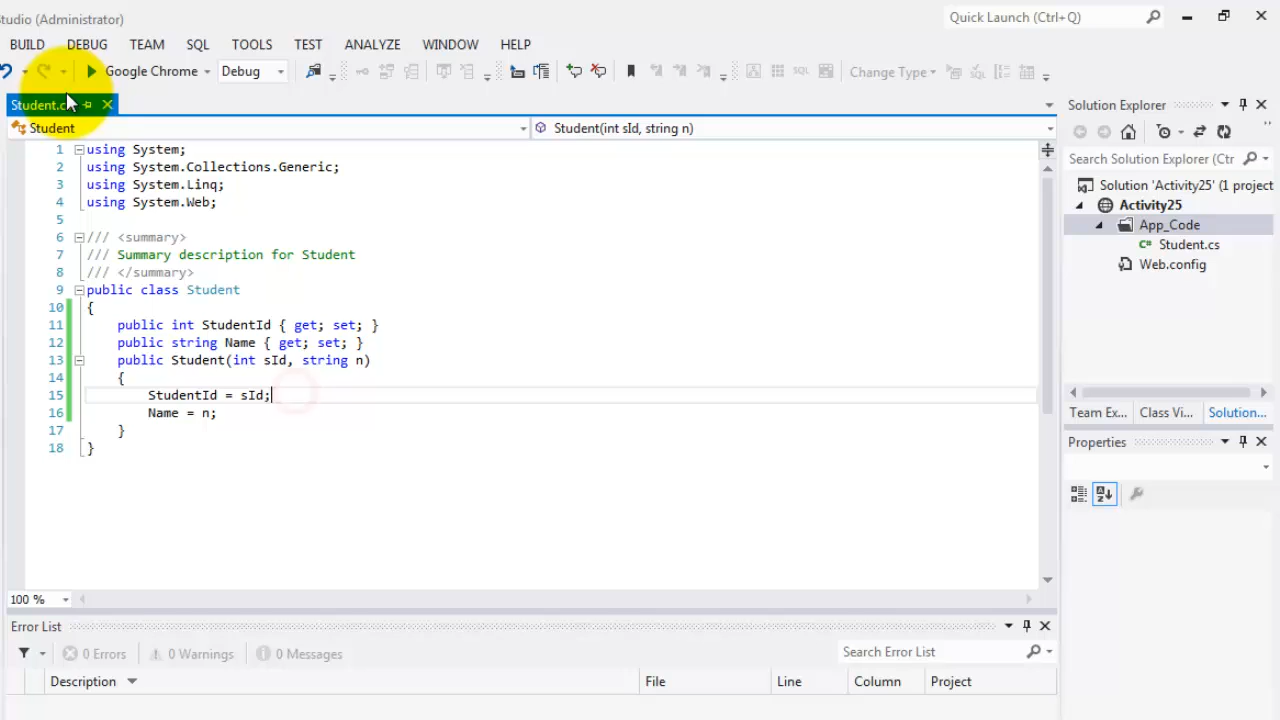 Studio (Administrator)
Quick Launch (Ctrl+Q)
BUILD DEBUG TEAM SQL TOOLS TEST ANALYZE WINDOW HELP
Google Chrome Debug SQL Change Type
Student.c
Student Student(int sId, string n)
1 using System;
2 using System.Collections.Generic;
3 using System.Linq;
4 using System.Web;
5
6 /// <summary>
7 /// Summary description for Student
8 /// </summary>
9 public class Student
10 {
11 public int StudentId { get; set; }
12 public string Name { get; set; }
13 public Student(int sId, string n)
14 {
15 StudentId = sId;
16 Name = n;
17 }
18 }
100 %
Solution Explorer
Search Solution Explorer (Ctr
Solution 'Activity25' (1 project
Activity25
App_Code
C# Student.cs
Web.config
Team Ex... Class Vi... Solution...
Properties
Error List
0 Errors 0 Warnings 0 Messages Search Error List
Description File Line Column Project